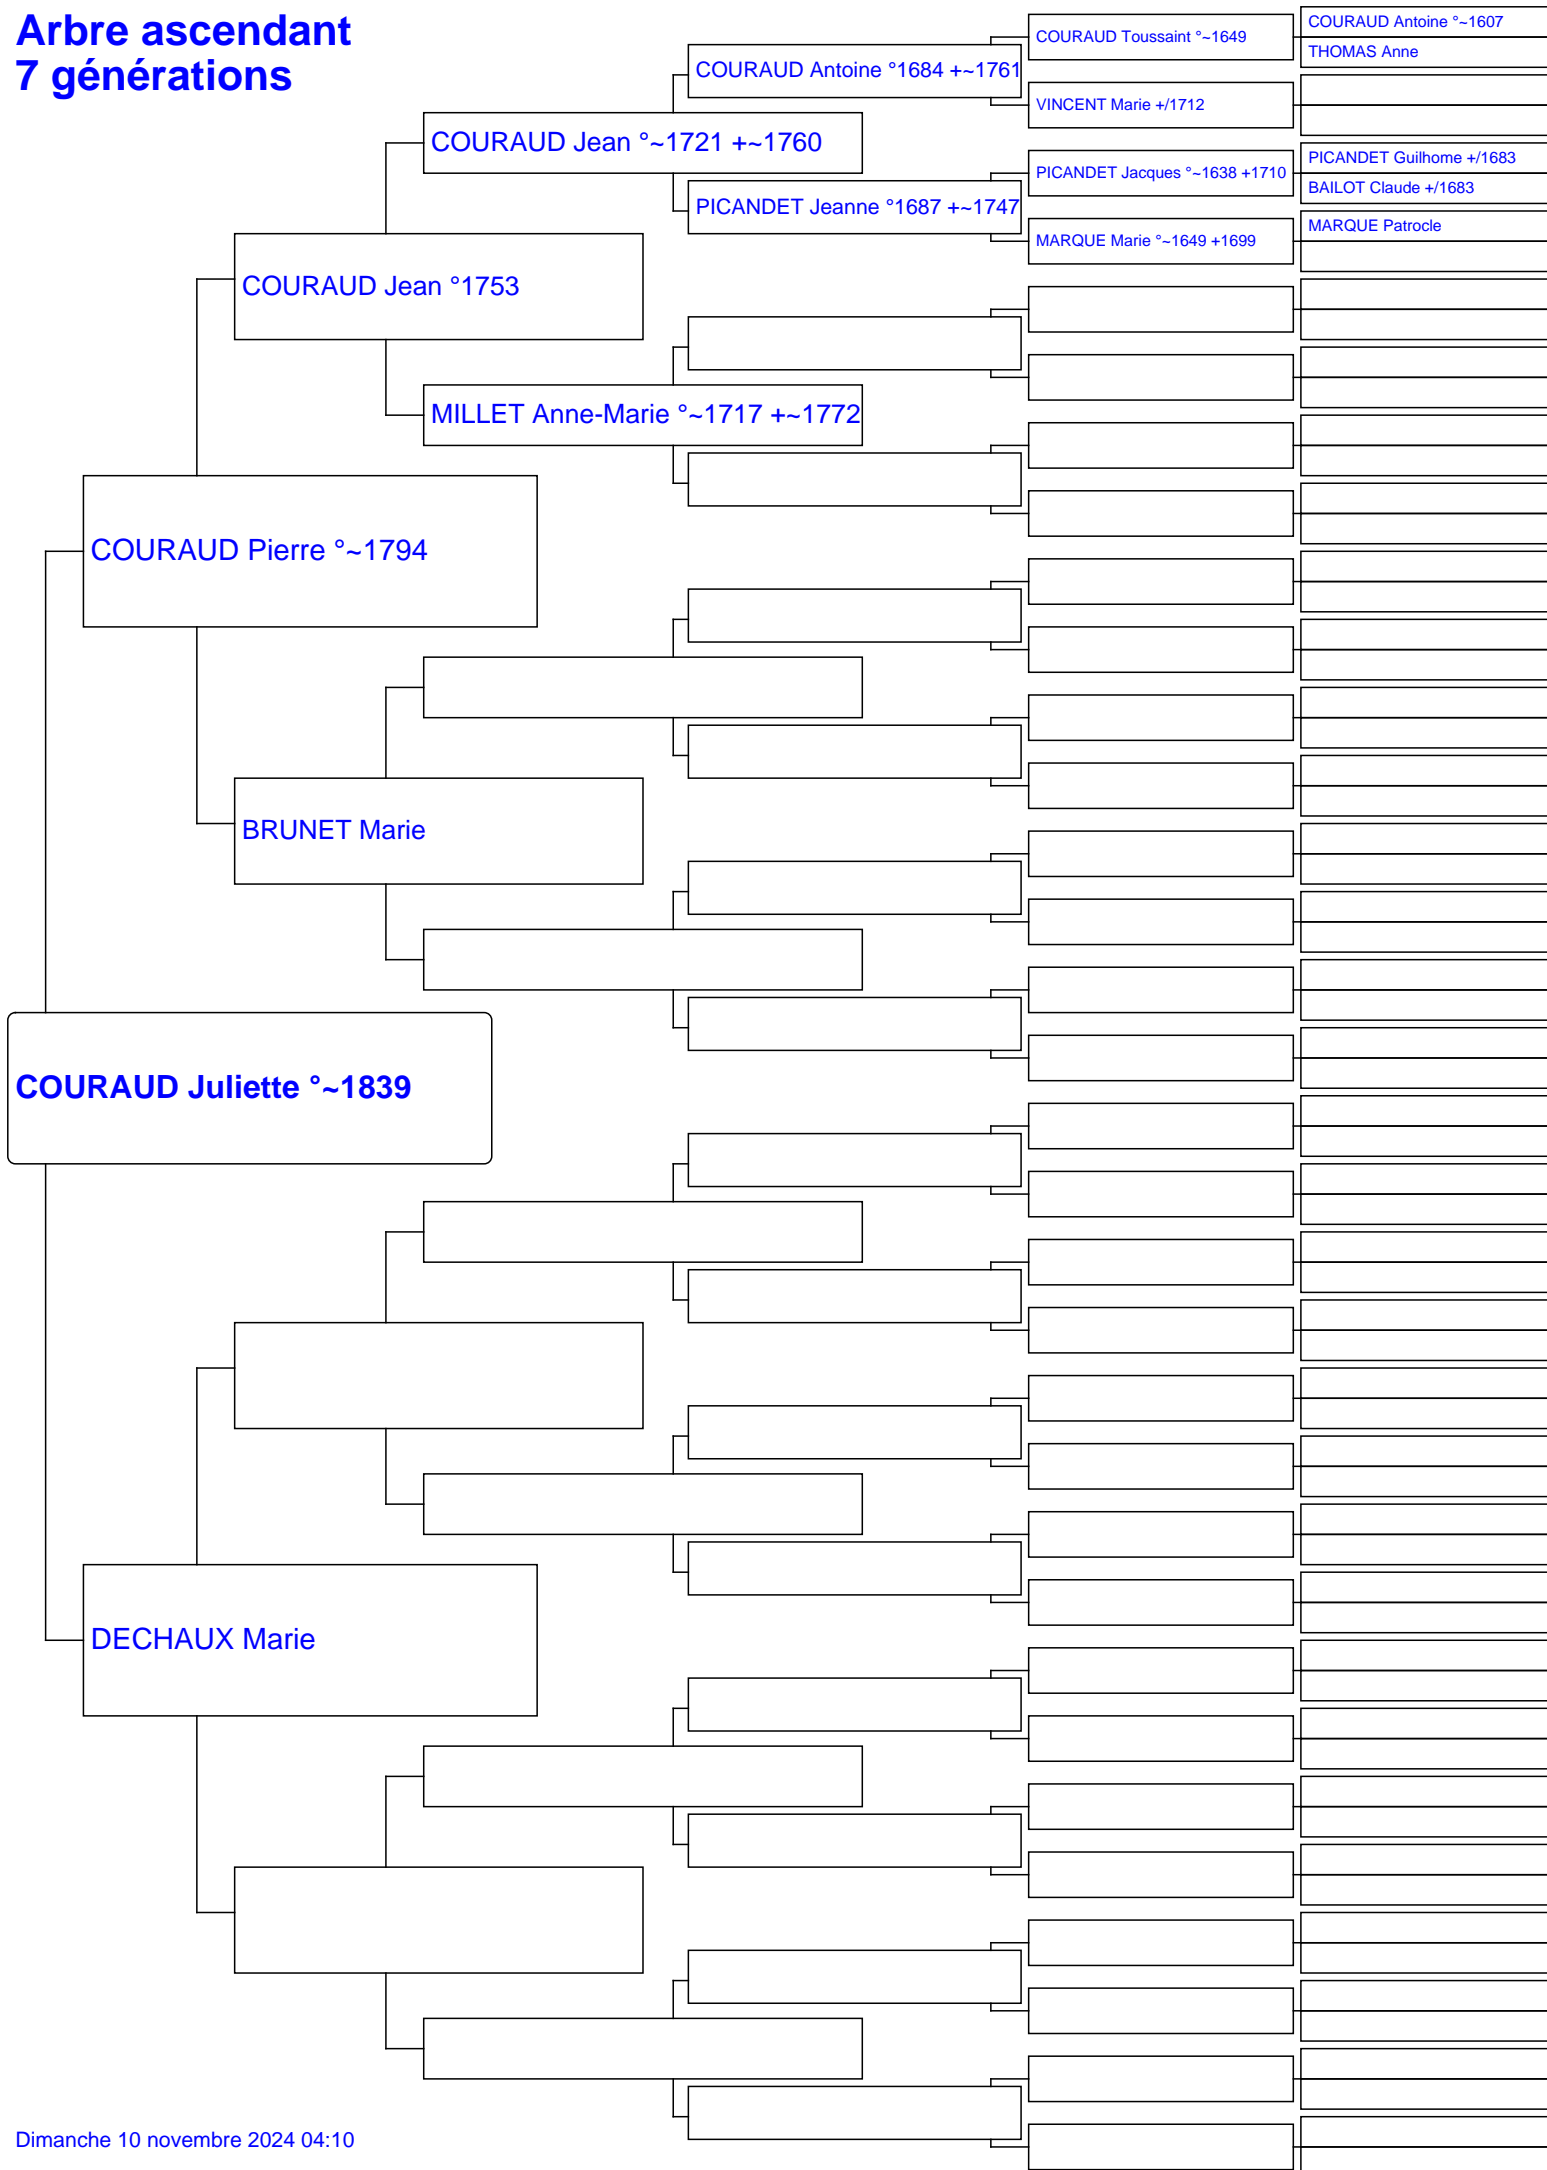 Arbre ascendant
7 générations
COURAUD Antoine °~1607
THOMAS Anne
COURAUD Toussaint °~1649
COURAUD Antoine °1684 +~1761
VINCENT Marie +/1712
COURAUD Jean °~1721 +~1760
PICANDET Guilhome +/1683
PICANDET Jacques °~1638 +1710
BAILOT Claude +/1683
PICANDET Jeanne °1687 +~1747
MARQUE Patrocle
MARQUE Marie °~1649 +1699
COURAUD Jean °1753
MILLET Anne-Marie °~1717 +~1772
COURAUD Pierre °~1794
BRUNET Marie
COURAUD Juliette °~1839
DECHAUX Marie
Dimanche 10 novembre 2024 04:10